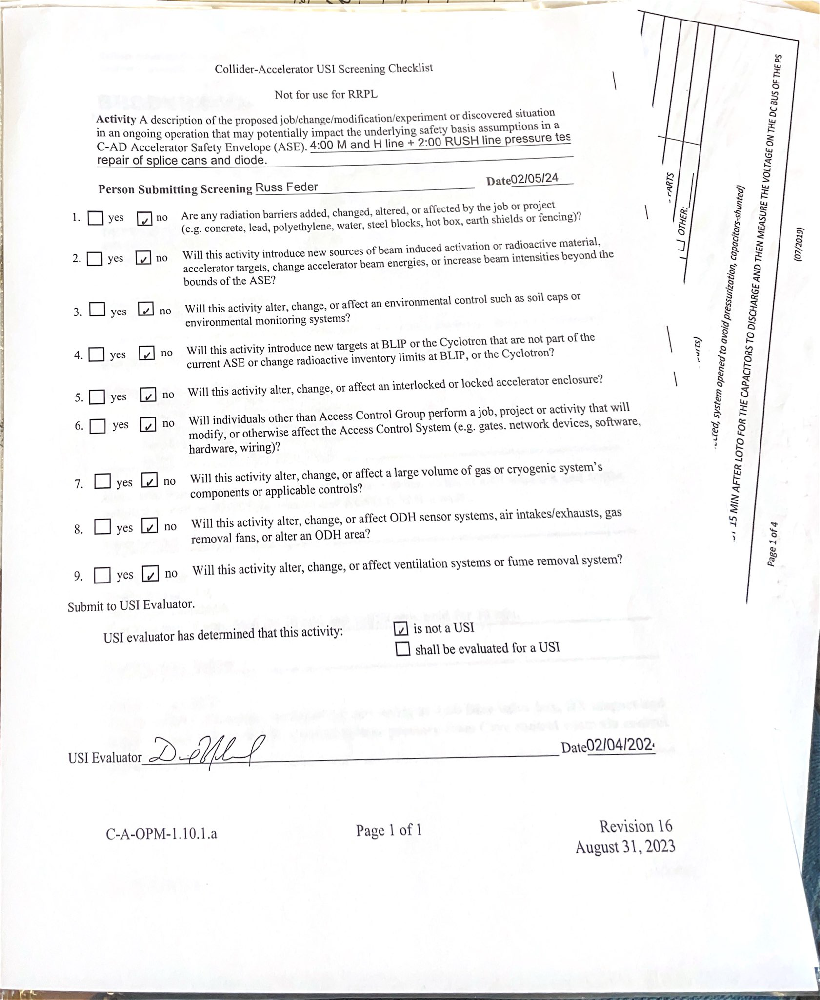 Collider-Accelerator USI Screening Checklist
Not for use for RRPL
Activity A description of the proposed job/change/modification/experiment or discovered situation
in an ongoing operation that may potentially impact the underlying safety basis assumptions in a
C-AD Accelerator Safety Envelope (ASE). 4:00 M and H line + 2:00 RUSH line pressure tes
repair of splice cans and diode.
Person Submitting Screening Russ Feder Date02/05/24
1. yes no Are any radiation barriers added, changed, altered, or affected by the job or project
(e.g. concrete, lead, polyethylene, water, steel blocks, hot box, earth shields or fencing)?
2. yes no Will this activity introduce new sources of beam induced activation or radioactive material,
accelerator targets, change accelerator beam energies, or increase beam intensities beyond the
bounds of the ASE?
3. yes no Will this activity alter, change, or affect an environmental control such as soil caps or
environmental monitoring systems?
4. yes no Will this activity introduce new targets at BLIP or the Cyclotron that are not part of the
current ASE or change radioactive inventory limits at BLIP, or the Cyclotron?
5. yes no Will this activity alter, change, or affect an interlocked or locked accelerator enclosure?
6. yes no Will individuals other than Access Control Group perform a job, project or activity that will
modify, or otherwise affect the Access Control System (e.g. gates. network devices, software,
hardware, wiring)?
7. yes no Will this activity alter, change, or affect a large volume of gas or cryogenic system's
components or applicable controls?
8. yes no Will this activity alter, change, or affect ODH sensor systems, air intakes/exhausts, gas
removal fans, or alter an ODH area?
9. yes no Will this activity alter, change, or affect ventilation systems or fume removal system?
Submit to USI Evaluator.
USI evaluator has determined that this activity: is not a USI
shall be evaluated for a USI
USI Evaluator Date02/04/202
C-A-OPM-1.10.1.a Page 1 of 1 Revision 16
August 31, 2023
PARTS
OTHER:
system opened to avoid pressurization, capacitors-shunted)
15 MIN AFTER LOTO FOR THE CAPACITORS TO DISCHARGE AND THEN MEASURE THE VOLTAGE ON THE DC BUS OF THE PS
Page 1 of 4 (07/2019)